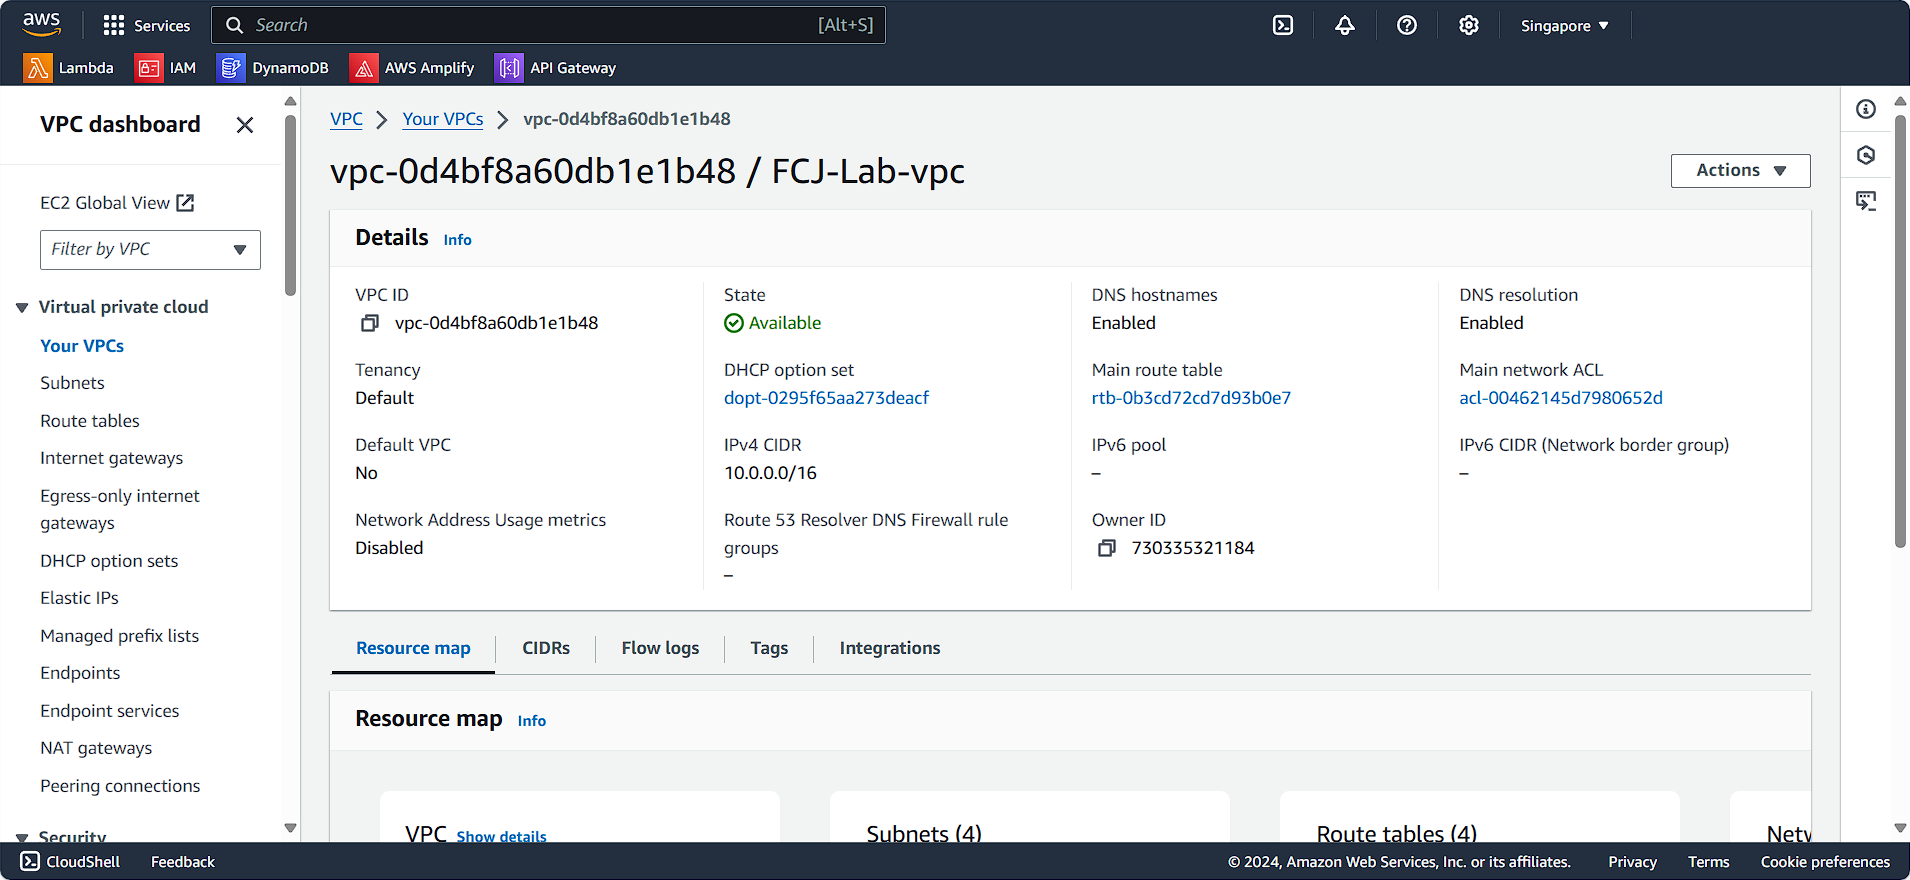 aws
Services
Search
[Alt+S]
Singapore
Lambda
IAM
DynamoDB
AWS Amplify
API Gateway
VPC dashboard
EC2 Global View
Filter by VPC
Virtual private cloud
Your VPCs
Subnets
Route tables
Internet gateways
Egress-only internet
gateways
DHCP option sets
Elastic IPs
Managed prefix lists
Endpoints
Endpoint services
NAT gateways
Peering connections
Security
VPC
Your VPCs
vpc-0d4bf8a60db1e1b48
vpc-0d4bf8a60db1e1b48 / FCJ-Lab-vpc
Actions
Details Info
VPC ID
vpc-0d4bf8a60db1e1b48
State
Available
DNS hostnames
Enabled
DNS resolution
Enabled
Tenancy
Default
DHCP option set
dopt-0295f65aa273deacf
Main route table
rtb-0b3cd72cd7d93b0e7
Main network ACL
acl-00462145d7980652d
Default VPC
No
IPv4 CIDR
10.0.0.0/16
IPv6 pool
–
IPv6 CIDR (Network border group)
–
Network Address Usage metrics
Disabled
Route 53 Resolver DNS Firewall rule
groups
–
Owner ID
730335321184
Resource map
CIDRs
Flow logs
Tags
Integrations
Resource map Info
VPC Show details
Subnets (4)
Route tables (4)
CloudShell
Feedback
© 2024, Amazon Web Services, Inc. or its affiliates.
Privacy
Terms
Cookie preferences